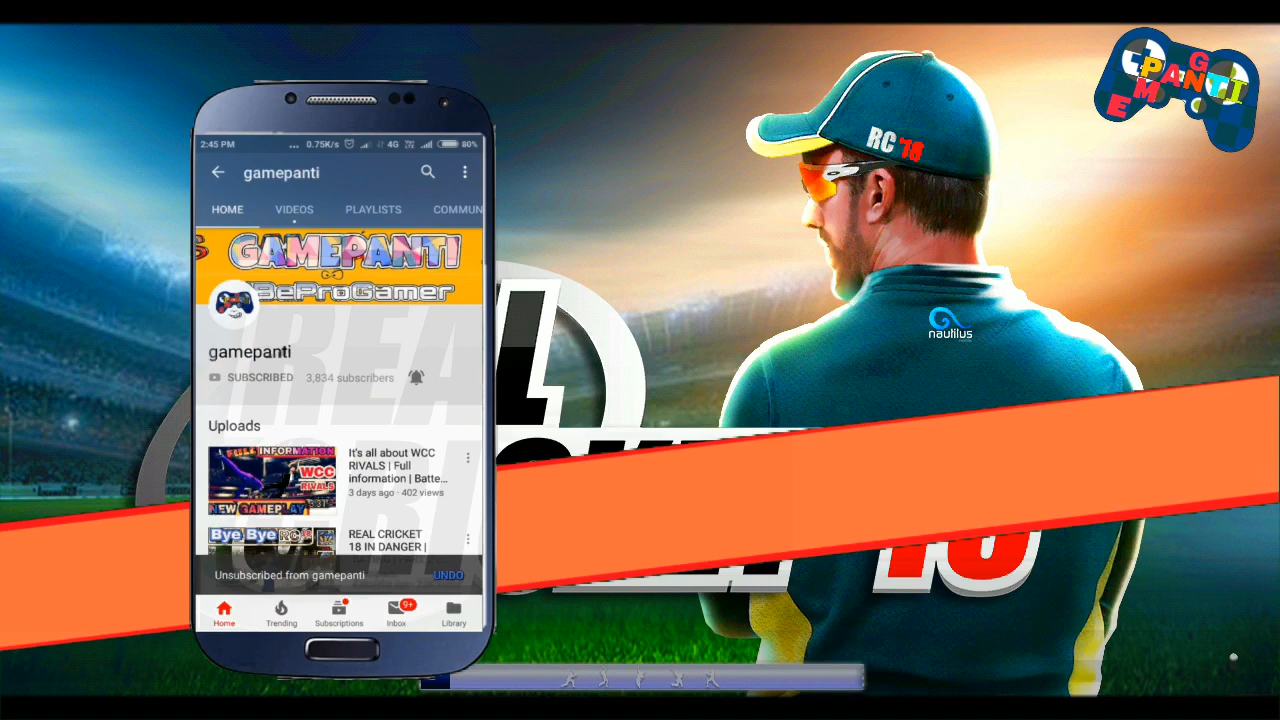 GAME
PANTI
RC '18
nautilus
2:45 PM
... 0.75K/s 4G 80%
gamepanti
HOME VIDEOS PLAYLISTS COMMUN
S GAMEPANTI
BeProGamer
gamepanti
SUBSCRIBED 3,834 subscribers
REAL
Uploads
FULL INFORMATION
WCC
RIVALS
NEW GAMEPLAY
It's all about WCC
RIVALS | Full
information | Batte...
3 days ago · 402 views
Bye Bye RC
REAL CRICKET
18 IN DANGER |
Unsubscribed from gamepanti UNDO
9+
Home Trending Subscriptions Inbox Library